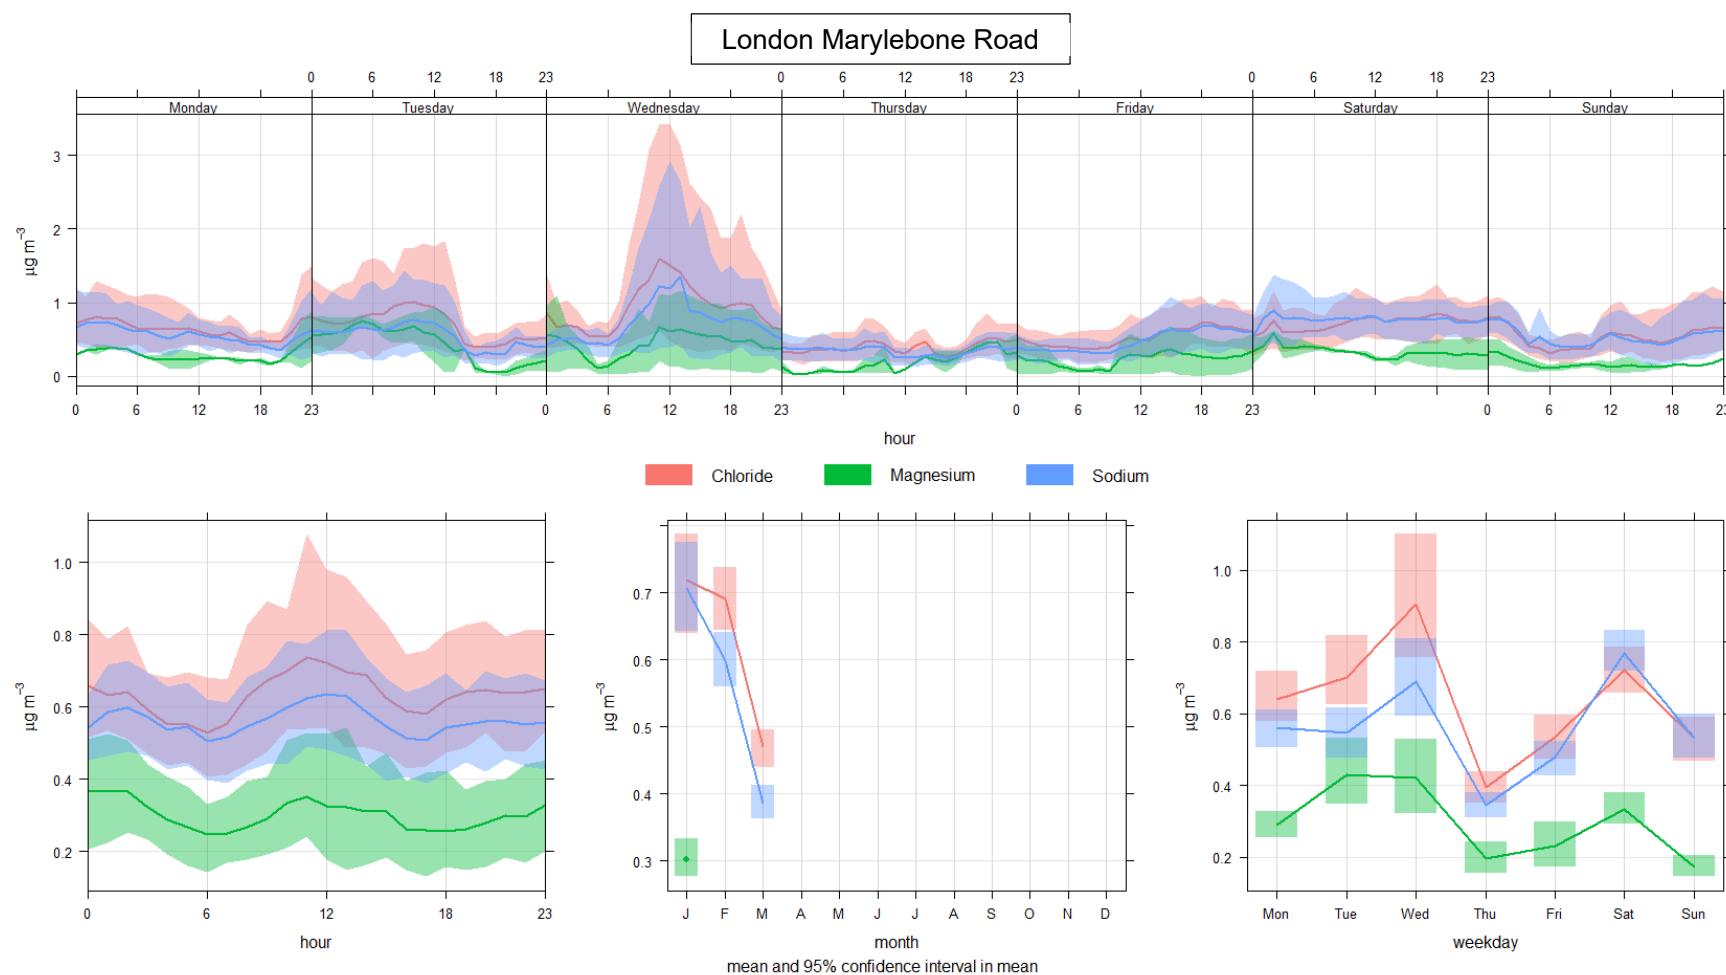 London Marylebone Road
0 6 12 18 23 0 6 12 18 23 0 6 12 18 23
Monday Tuesday Wednesday Thursday Friday Saturday Sunday
3
2
1
0
µg m⁻³
0 6 12 18 23 0 6 12 18 23 0 6 12 18 23 0 6 12 18 23
hour
Chloride Magnesium Sodium
1.0
0.8
0.6
0.4
0.2
µg m⁻³
0 6 12 18 23
hour
0.7
0.6
0.5
0.4
0.3
µg m⁻³
J F M A M J J A S O N D
month
1.0
0.8
0.6
0.4
0.2
µg m⁻³
Mon Tue Wed Thu Fri Sat Sun
weekday
mean and 95% confidence interval in mean